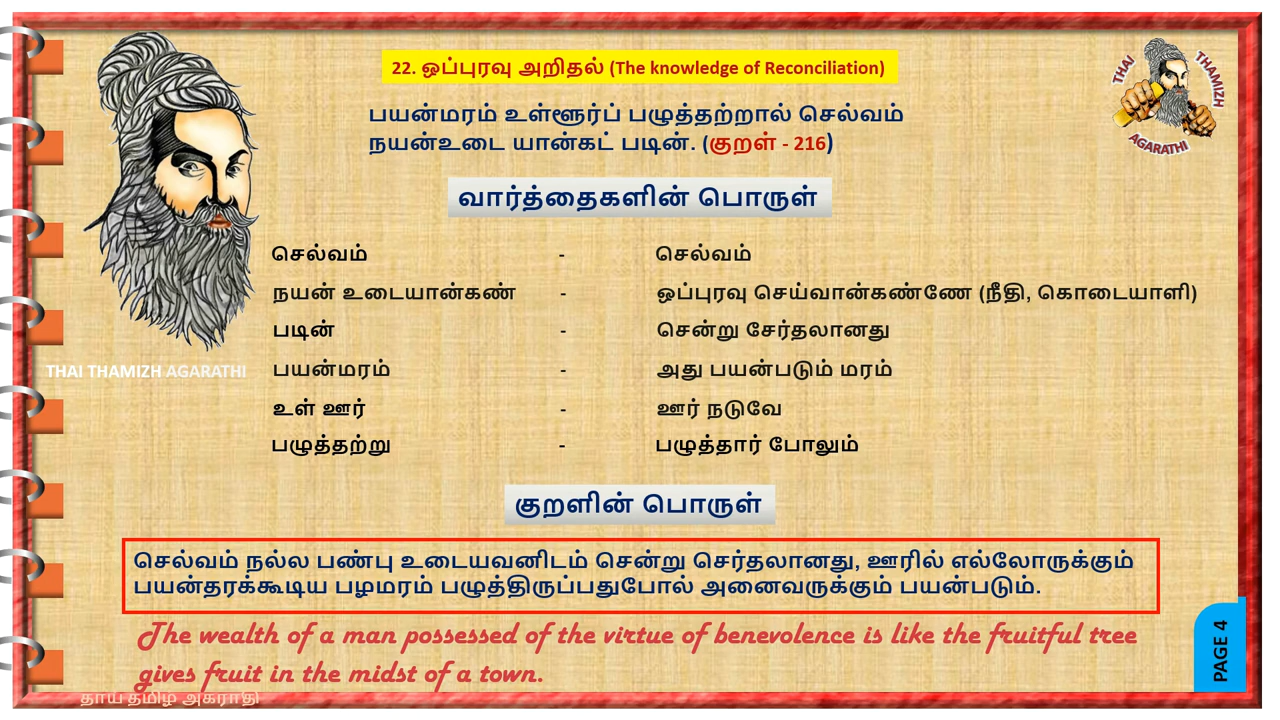 22. ஒப்புரவு அறிதல் (The knowledge of Reconciliation)
THAI THAMIZH AGARATHI
பயன்மரம் உள்ளூர்ப் பழுத்தற்றால் செல்வம்
நயன்உடை யான்கட் படின். (குறள் - 216)
வார்த்தைகளின் பொருள்
செல்வம் - செல்வம்
நயன் உடையான்கண் - ஒப்புரவு செய்வான்கண்ணே (நீதி, கொடையாளி)
படின் - சென்று சேர்தலானது
THAI THAMIZH AGARATHI
பயன்மரம் - அது பயன்படும் மரம்
உள் ஊர் - ஊர் நடுவே
பழுத்தற்று - பழுத்தார் போலும்
குறளின் பொருள்
செல்வம் நல்ல பண்பு உடையவனிடம் சென்று செர்தலானது, ஊரில் எல்லோருக்கும்
பயன்தரக்கூடிய பழமரம் பழுத்திருப்பதுபோல் அனைவருக்கும் பயன்படும்.
The wealth of a man possessed of the virtue of benevolence is like the fruitful tree
gives fruit in the midst of a town.
PAGE 4
தாய் தமிழ் அகராதி